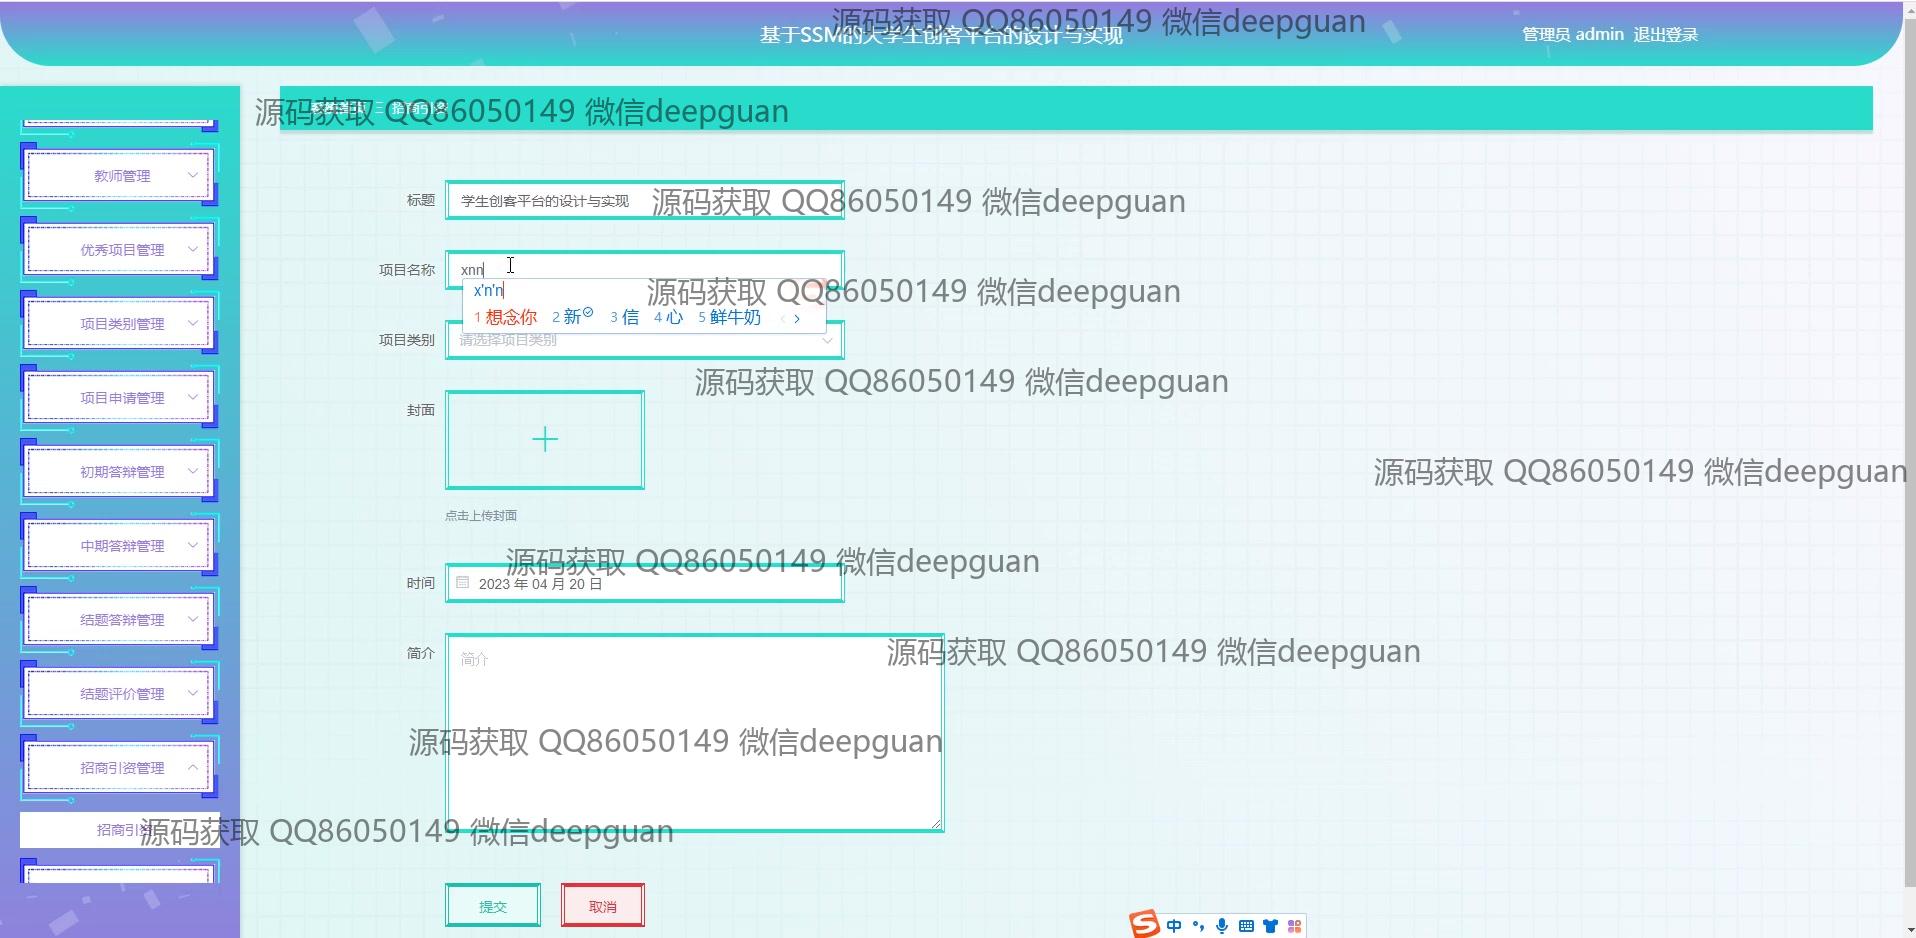 源码获取 QQ86050149 微信deepguan
基于SSM的大学生创客平台的设计与实现
管理员 admin 退出登录
源码获取 QQ86050149 微信deepguan
教师管理
标题
学生创客平台的设计与实现
源码获取 QQ86050149 微信deepguan
优秀项目管理
项目名称
xnn
x'n'n
源码获取 QQ86050149 微信deepguan
1 想念你 2 新 3 信 4 心 5 鲜牛奶
项目类别管理
项目类别
请选择项目类别
源码获取 QQ86050149 微信deepguan
项目申请管理
封面
初期答辩管理
源码获取 QQ86050149 微信deepguan
点击上传封面
中期答辩管理
源码获取 QQ86050149 微信deepguan
时间
2023 年 04 月 20 日
结题答辩管理
简介
简介
源码获取 QQ86050149 微信deepguan
结题评价管理
源码获取 QQ86050149 微信deepguan
招商引资管理
招商引资
源码获取 QQ86050149 微信deepguan
提交
取消
中